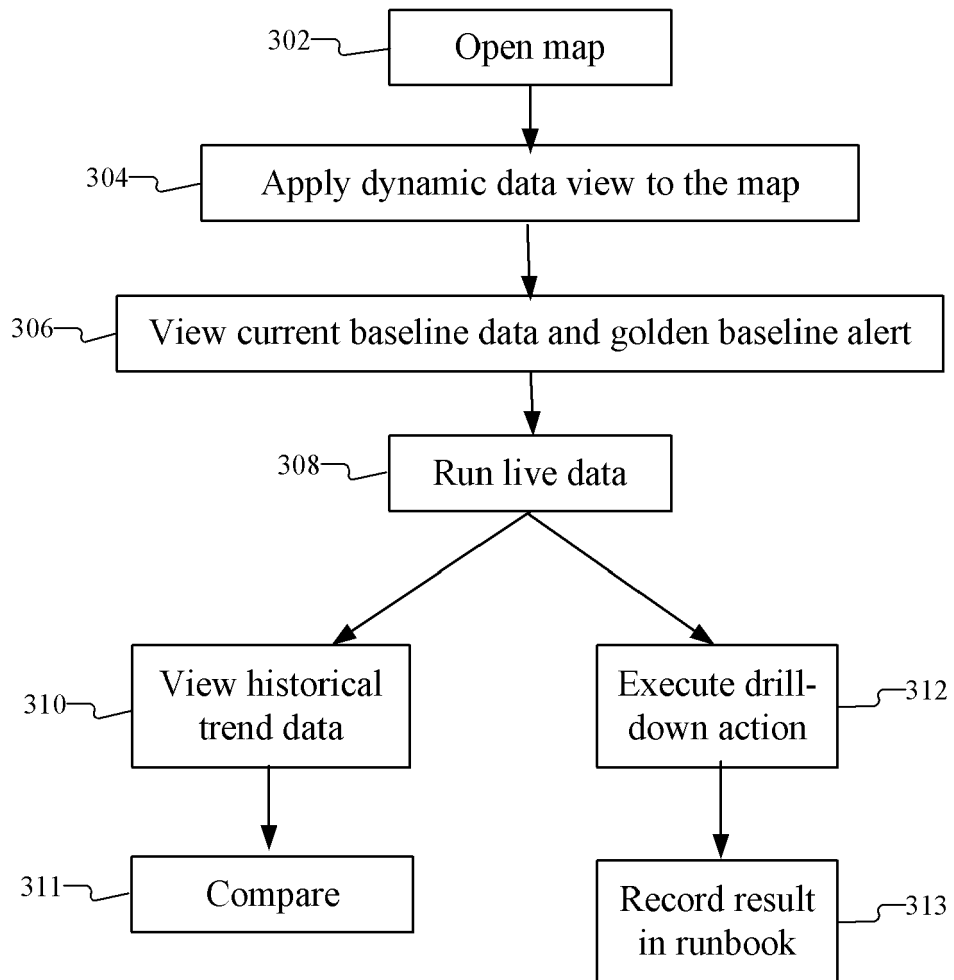 302
Open map
304
Apply dynamic data view to the map
306
View current baseline data and golden baseline alert
308
Run live data
310
View historical
trend data
312
Execute drill-
down action
311
Compare
313
Record result
in runbook